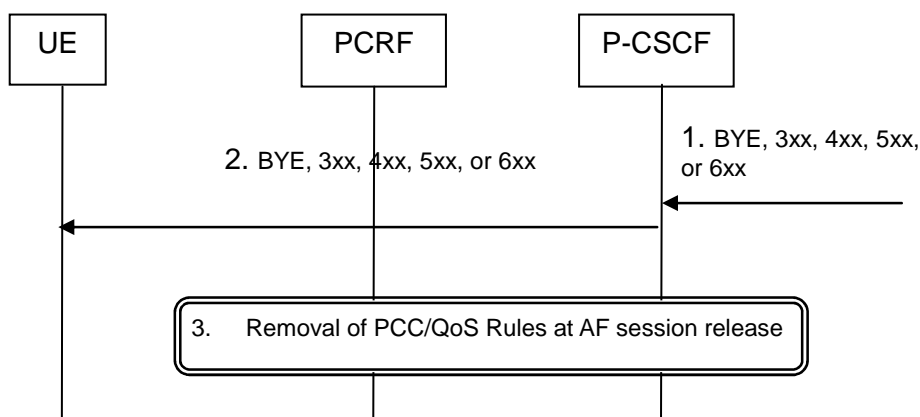 UE
PCRF
P-CSCF
1. BYE, 3xx, 4xx, 5xx,
or 6xx
2. BYE, 3xx, 4xx, 5xx, or 6xx
3. Removal of PCC/QoS Rules at AF session release